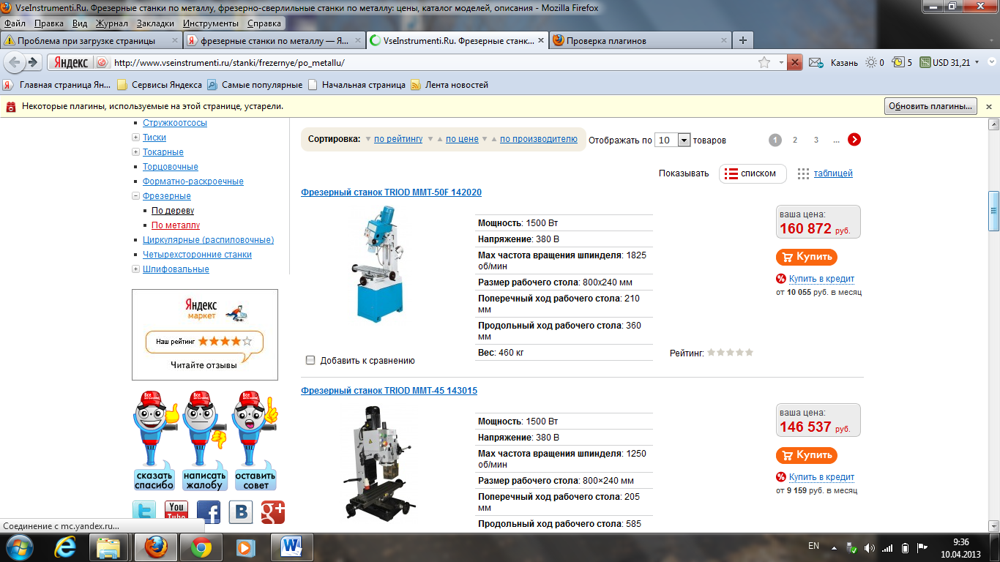 VseInstrumenti.Ru. Фрезерные станки по металлу, фрезерно-сверлильные станки по металлу: цены, каталог моделей, описания - Mozilla Firefox
Файл Правка Вид Журнал Закладки Инструменты Справка
Проблема при загрузке страницы
фрезерные станки по металлу — Я...
VseInstrumenti.Ru. Фрезерные станк...
Проверка плагинов
Яндекс http://www.vseinstrumenti.ru/stanki/frezernye/po_metallu/ Казань 0 5 USD 31,21
Главная страница Ян... Сервисы Яндекса Самые популярные Начальная страница Лента новостей
Некоторые плагины, используемые на этой странице, устарели. Обновить плагины...
Стружкоотсосы
Тиски
Токарные
Торцовочные
Форматно-раскроечные
Фрезерные
По дереву
По металлу
Циркулярные (распиловочные)
Четырехсторонние станки
Шлифовальные
Яндекс
маркет
Наш рейтинг
Читайте отзывы
сказать
спасибо
написать
жалобу
оставить
совет
You
Tube
Сортировка: по рейтингу по цене по производителю Отображать по 10 товаров 1 2 3 ...
Показывать списком таблицей
Фрезерный станок TRIOD MMT-50F 142020
Мощность: 1500 Вт
Напряжение: 380 В
Max частота вращения шпинделя: 1825
об/мин
Размер рабочего стола: 800x240 мм
Поперечный ход рабочего стола: 210
мм
Продольный ход рабочего стола: 360
мм
Вес: 460 кг
ваша цена:
160 872 руб.
Купить
Купить в кредит
от 10 055 руб. в месяц
Добавить к сравнению
Рейтинг:
Фрезерный станок TRIOD MMT-45 143015
Мощность: 1500 Вт
Напряжение: 380 В
Max частота вращения шпинделя: 1250
об/мин
Размер рабочего стола: 800×240 мм
Поперечный ход рабочего стола: 205
мм
Продольный ход рабочего стола: 585
ваша цена:
146 537 руб.
Купить
Купить в кредит
от 9 159 руб. в месяц
Соединение с mc.yandex.ru...
EN
9:36
10.04.2013